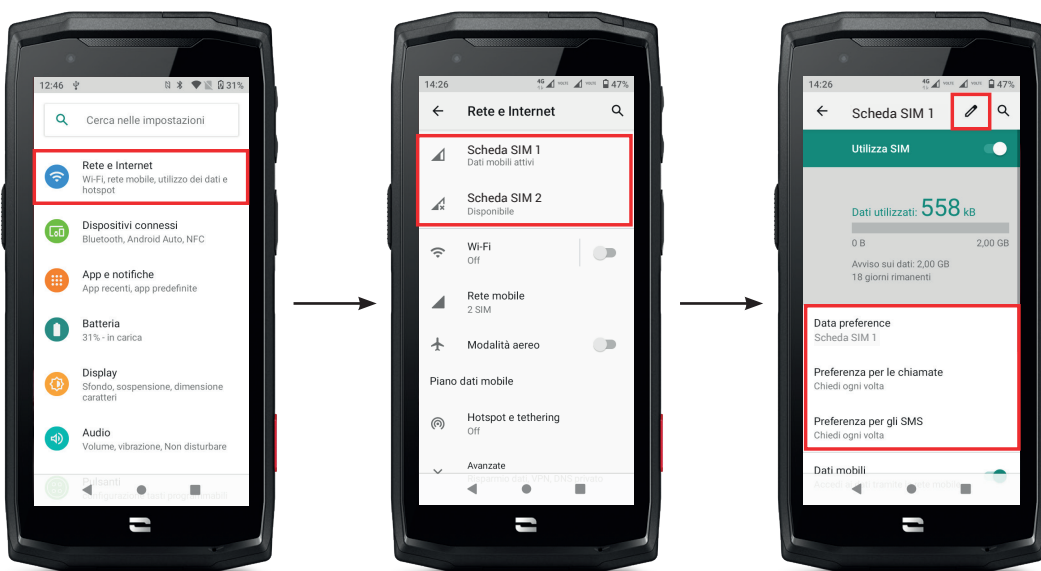 12:46
31%
Cerca nelle impostazioni
Rete e Internet
Wi-Fi, rete mobile, utilizzo dei dati e
hotspot
Dispositivi connessi
Bluetooth, Android Auto, NFC
App e notifiche
App recenti, app predefinite
Batteria
31% - in carica
Display
Sfondo, sospensione, dimensione
caratteri
Audio
Volume, vibrazione, Non disturbare
Pulsanti
14:26
4G
47%
Rete e Internet
Scheda SIM 1
Dati mobili attivi
Scheda SIM 2
Disponibile
Wi-Fi
Off
Rete mobile
2 SIM
Modalità aereo
Piano dati mobile
Hotspot e tethering
Off
Avanzate
14:26
4G
47%
Scheda SIM 1
Utilizza SIM
Dati utilizzati: 558 kB
0 B 2,00 GB
Avviso sui dati: 2,00 GB
18 giorni rimanenti
Data preference
Scheda SIM 1
Preferenza per le chiamate
Chiedi ogni volta
Preferenza per gli SMS
Chiedi ogni volta
Dati mobili